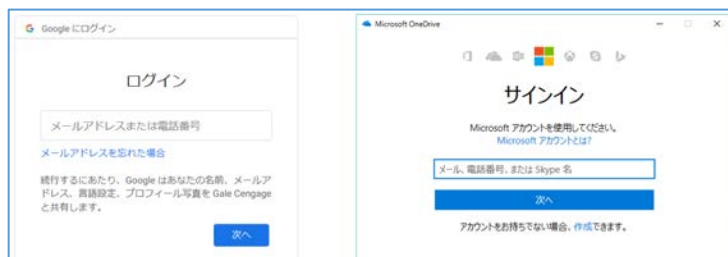 Google にログイン
ログイン
メールアドレスまたは電話番号
メールアドレスを忘れた場合
続行するにあたり、Google はあなたの名前、メールア
ドレス、言語設定、プロフィール写真を Gale Cengage
と共有します。
次へ
Microsoft OneDrive
サインイン
Microsoft アカウントを使用してください。
Microsoft アカウントとは?
メール、電話番号、または Skype 名
次へ
アカウントをお持ちでない場合、作成できます。